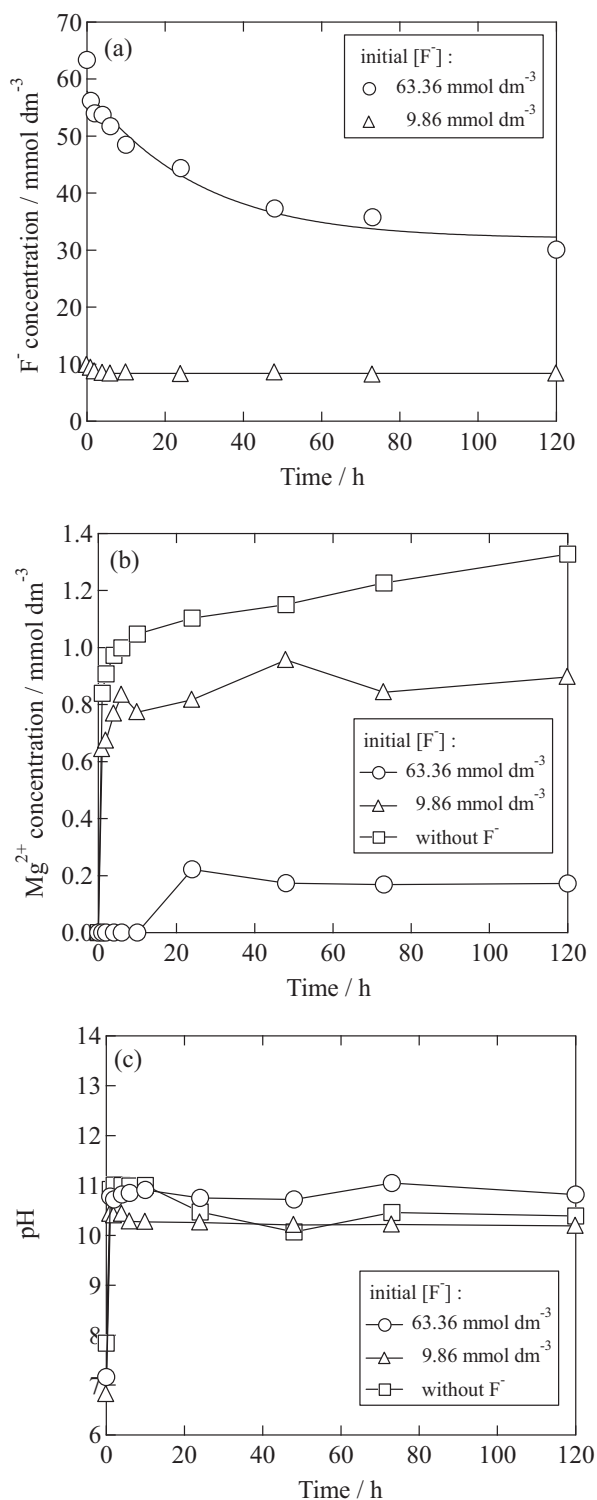 (a)
initial [F⁻] :
63.36 mmol dm⁻³
9.86 mmol dm⁻³
F⁻ concentration / mmol dm⁻³
70
60
50
40
30
20
10
0
0 20 40 60 80 100 120
Time / h
(b)
Mg²⁺ concentration / mmol dm⁻³
1.4
1.2
1.0
0.8
0.6
0.4
0.2
0.0
initial [F⁻] :
63.36 mmol dm⁻³
9.86 mmol dm⁻³
without F⁻
0 20 40 60 80 100 120
Time / h
(c)
pH
14
13
12
11
10
9
8
7
6
initial [F⁻] :
63.36 mmol dm⁻³
9.86 mmol dm⁻³
without F⁻
0 20 40 60 80 100 120
Time / h